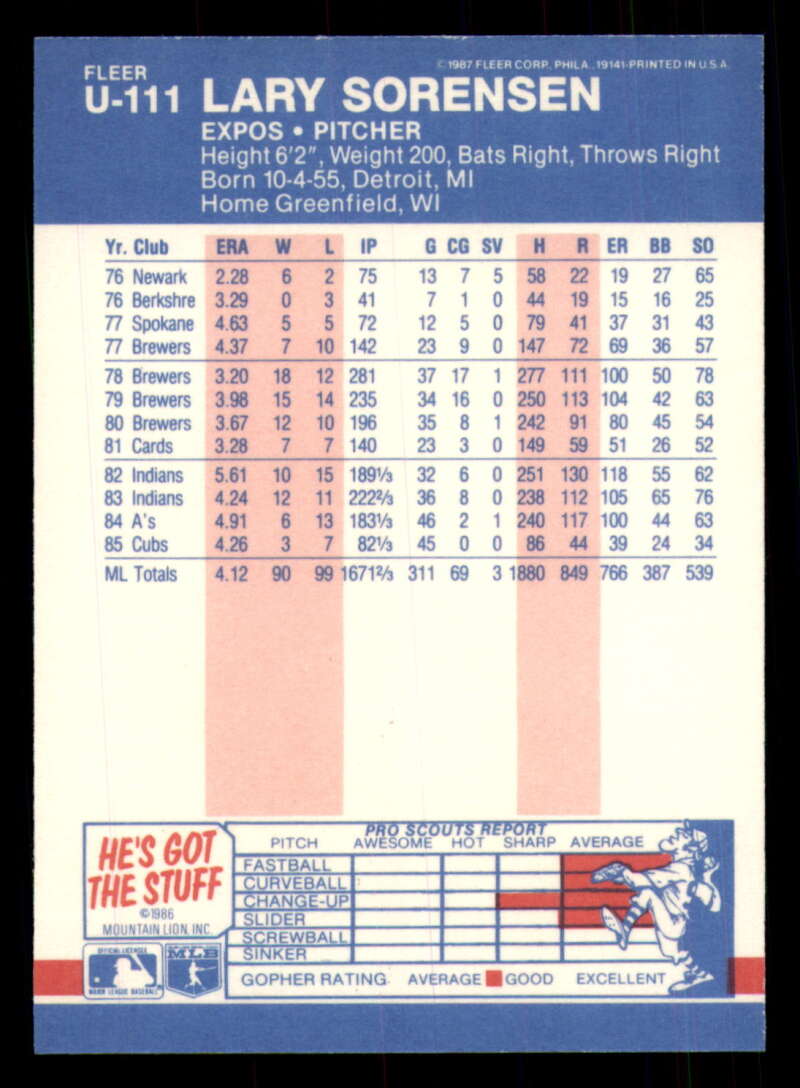 FLEER
©1987 FLEER CORP. PHILA., 19141-PRINTED IN U.S.A.
U-111 LARY SORENSEN
EXPOS • PITCHER
Height 6'2", Weight 200, Bats Right, Throws Right
Born 10-4-55, Detroit, MI
Home Greenfield, WI
Yr. Club ERA W L IP G CG SV H R ER BB SO
76 Newark 2.28 6 2 75 13 7 5 58 22 19 27 65
76 Berkshre 3.29 0 3 41 7 1 0 44 19 15 16 25
77 Spokane 4.63 5 5 72 12 5 0 79 41 37 31 43
77 Brewers 4.37 7 10 142 23 9 0 147 72 69 36 57
78 Brewers 3.20 18 12 281 37 17 1 277 111 100 50 78
79 Brewers 3.98 15 14 235 34 16 0 250 113 104 42 63
80 Brewers 3.67 12 10 196 35 8 1 242 91 80 45 54
81 Cards 3.28 7 7 140 23 3 0 149 59 51 26 52
82 Indians 5.61 10 15 189⅓ 32 6 0 251 130 118 55 62
83 Indians 4.24 12 11 222⅔ 36 8 0 238 112 105 65 76
84 A's 4.91 6 13 183⅓ 46 2 1 240 117 100 44 63
85 Cubs 4.26 3 7 82⅓ 45 0 0 86 44 39 24 34
ML Totals 4.12 90 99 1671⅔ 311 69 3 1880 849 766 387 539
HE'S GOT
THE STUFF
©1986
MOUNTAIN LION, INC.
OFFICIAL LICENSEE
MAJOR LEAGUE BASEBALL
MLB
PRO SCOUTS REPORT
PITCH AWESOME HOT SHARP AVERAGE
FASTBALL
CURVEBALL
CHANGE-UP
SLIDER
SCREWBALL
SINKER
GOPHER RATING AVERAGE GOOD EXCELLENT